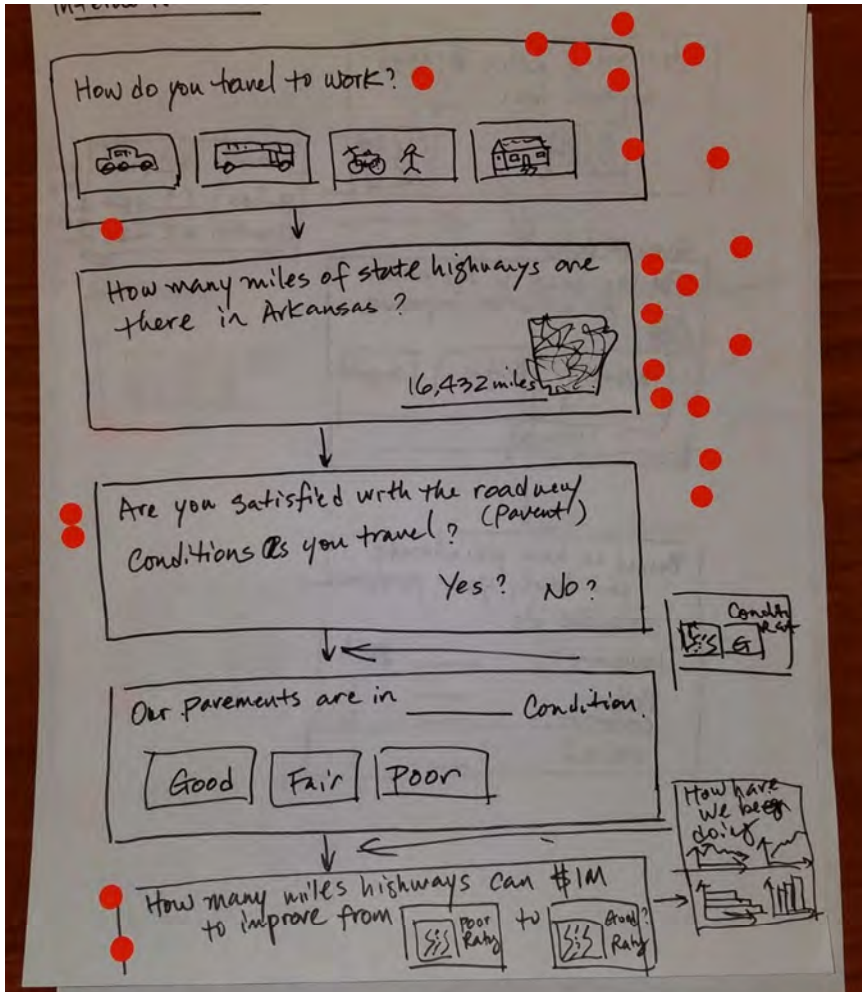 How do you travel to work?
How many miles of state highways are
there in Arkansas?
16,432 miles
Are you satisfied with the roadway
(Pavent)
Conditions as you travel?
Yes? No?
G
Our pavements are in ______ Condition.
Good Fair Poor
How have
we been
doing
How many miles highways can $1M
to improve from Poor to Good?
Raty Raty